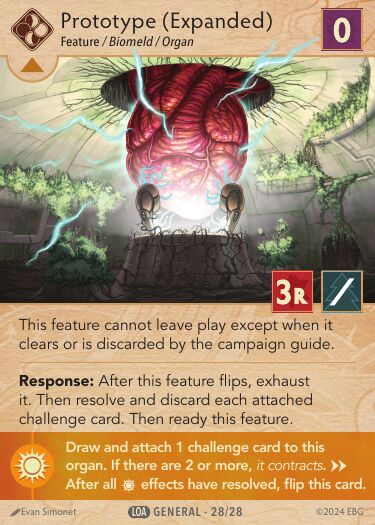 Prototype (Expanded)
0
Feature / Biomeld / Organ
3R
This feature cannot leave play except when it
clears or is discarded by the campaign guide.
Response: After this feature flips, exhaust
it. Then resolve and discard each attached
challenge card. Then ready this feature.
Draw and attach 1 challenge card to this
organ. If there are 2 or more, it contracts.
After all effects have resolved, flip this card.
Evan Simonet
LOA GENERAL - 28/28
©2024 EBG